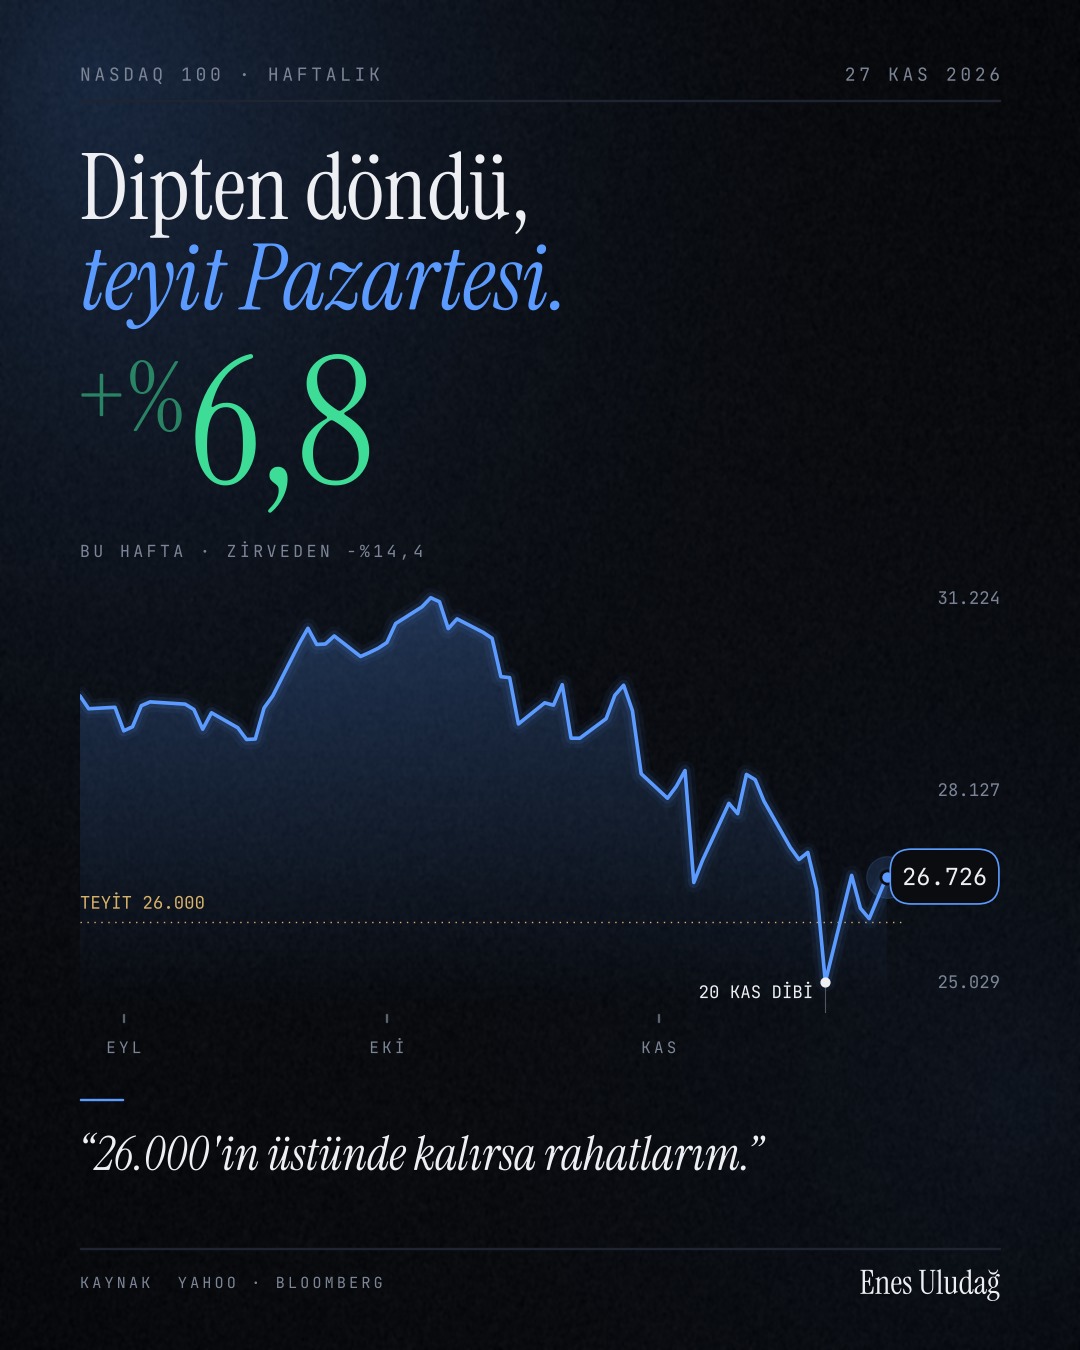 NASDAQ 100 · HAFTALIK
27 KAS 2026
Dipten döndü,
teyit Pazartesi.
+%6,8
BU HAFTA · ZİRVEDEN -%14,4
31.224
28.127
26.726
TEYİT 26.000
25.029
20 KAS DİBİ
EYL
EKİ
KAS
“26.000'in üstünde kalırsa rahatlarım.”
KAYNAK YAHOO · BLOOMBERG
Enes Uludağ